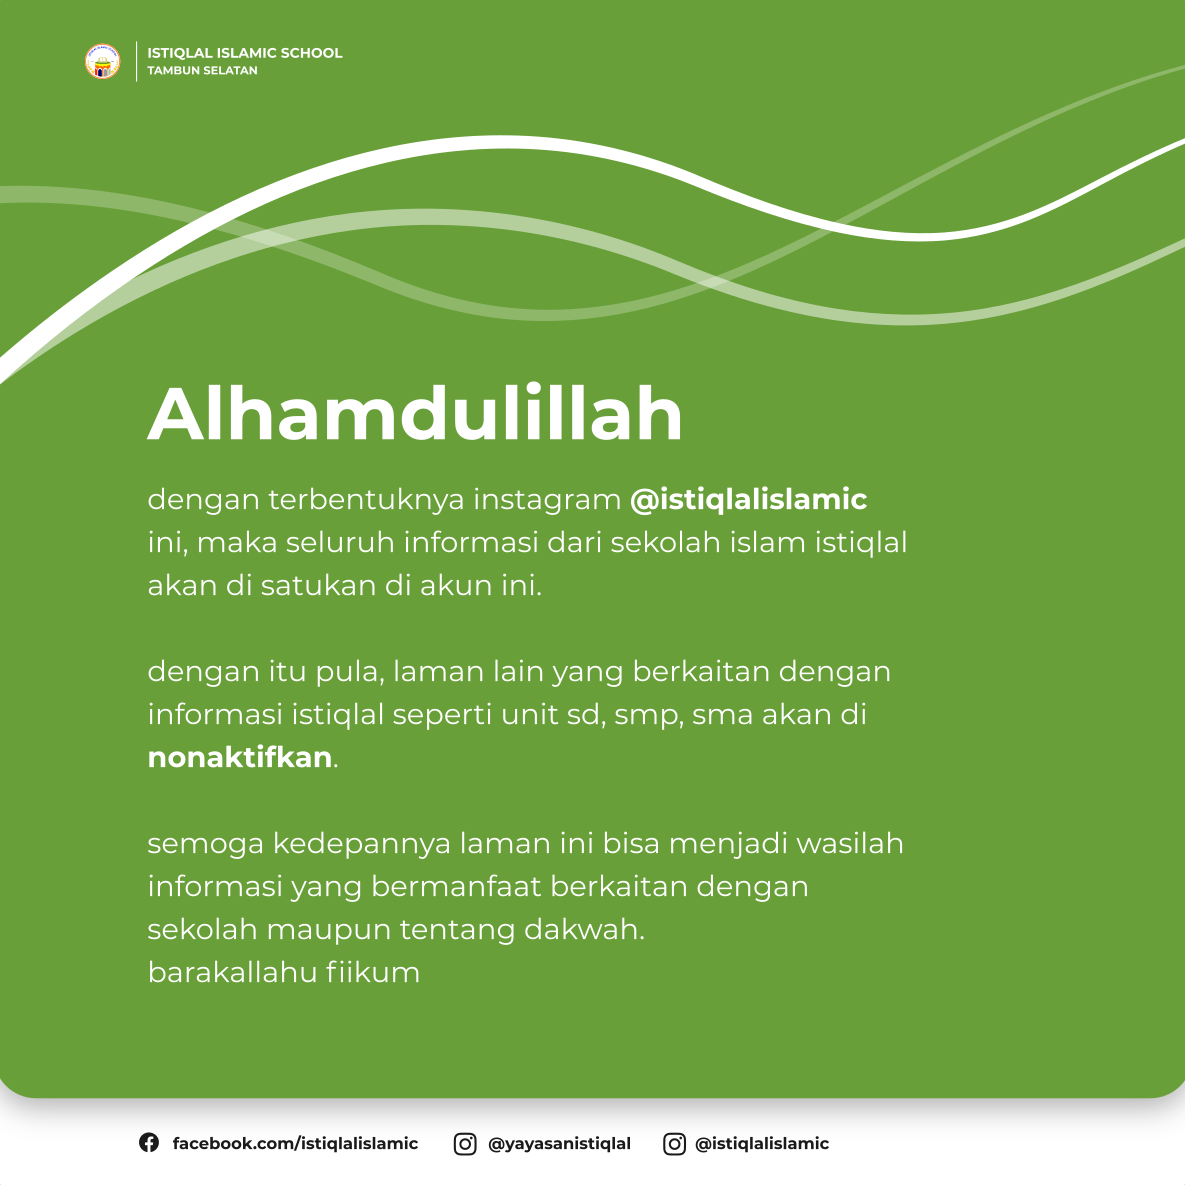 ISTIQLAL ISLAMIC SCHOOL
TAMBUN SELATAN
Alhamdulillah
dengan terbentuknya instagram @istiqlalislamic
ini, maka seluruh informasi dari sekolah islam istiqlal
akan di satukan di akun ini.
dengan itu pula, laman lain yang berkaitan dengan
informasi istiqlal seperti unit sd, smp, sma akan di
nonaktifkan.
semoga kedepannya laman ini bisa menjadi wasilah
informasi yang bermanfaat berkaitan dengan
sekolah maupun tentang dakwah.
barakallahu fiikum
facebook.com/istiqlalislamic @yayasanistiqlal @istiqlalislamic